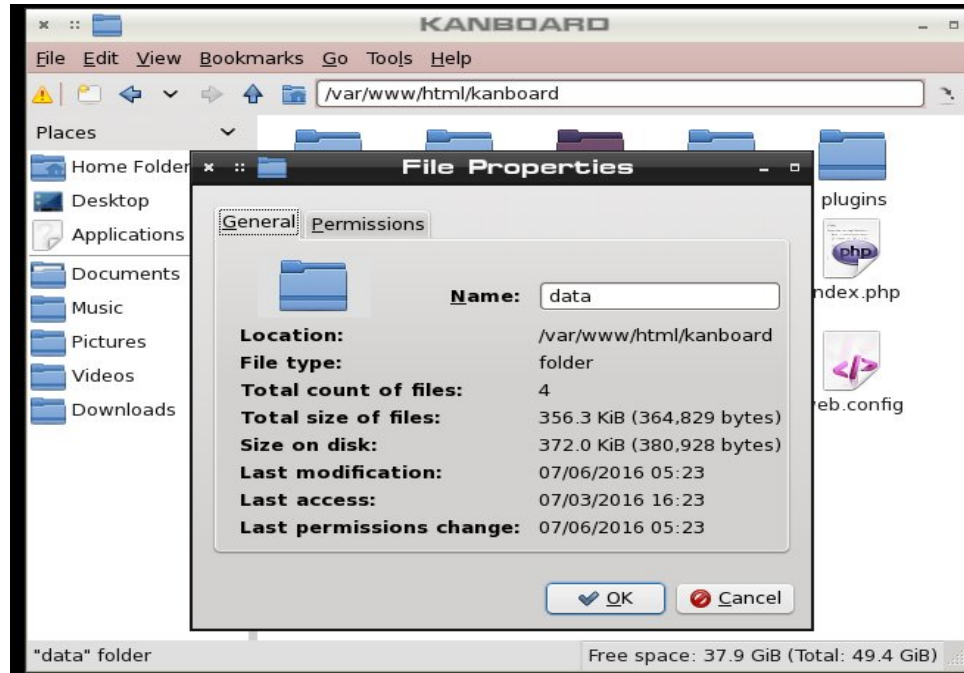 KANBOARD
File Edit View Bookmarks Go Tools Help
/var/www/html/kanboard
Places
Home Folder
Desktop
Applications
Documents
Music
Pictures
Videos
Downloads
plugins
php
ndex.php
eb.config
File Properties
General Permissions
Name: data
Location: /var/www/html/kanboard
File type: folder
Total count of files: 4
Total size of files: 356.3 KiB (364,829 bytes)
Size on disk: 372.0 KiB (380,928 bytes)
Last modification: 07/06/2016 05:23
Last access: 07/03/2016 16:23
Last permissions change: 07/06/2016 05:23
OK Cancel
"data" folder Free space: 37.9 GiB (Total: 49.4 GiB)